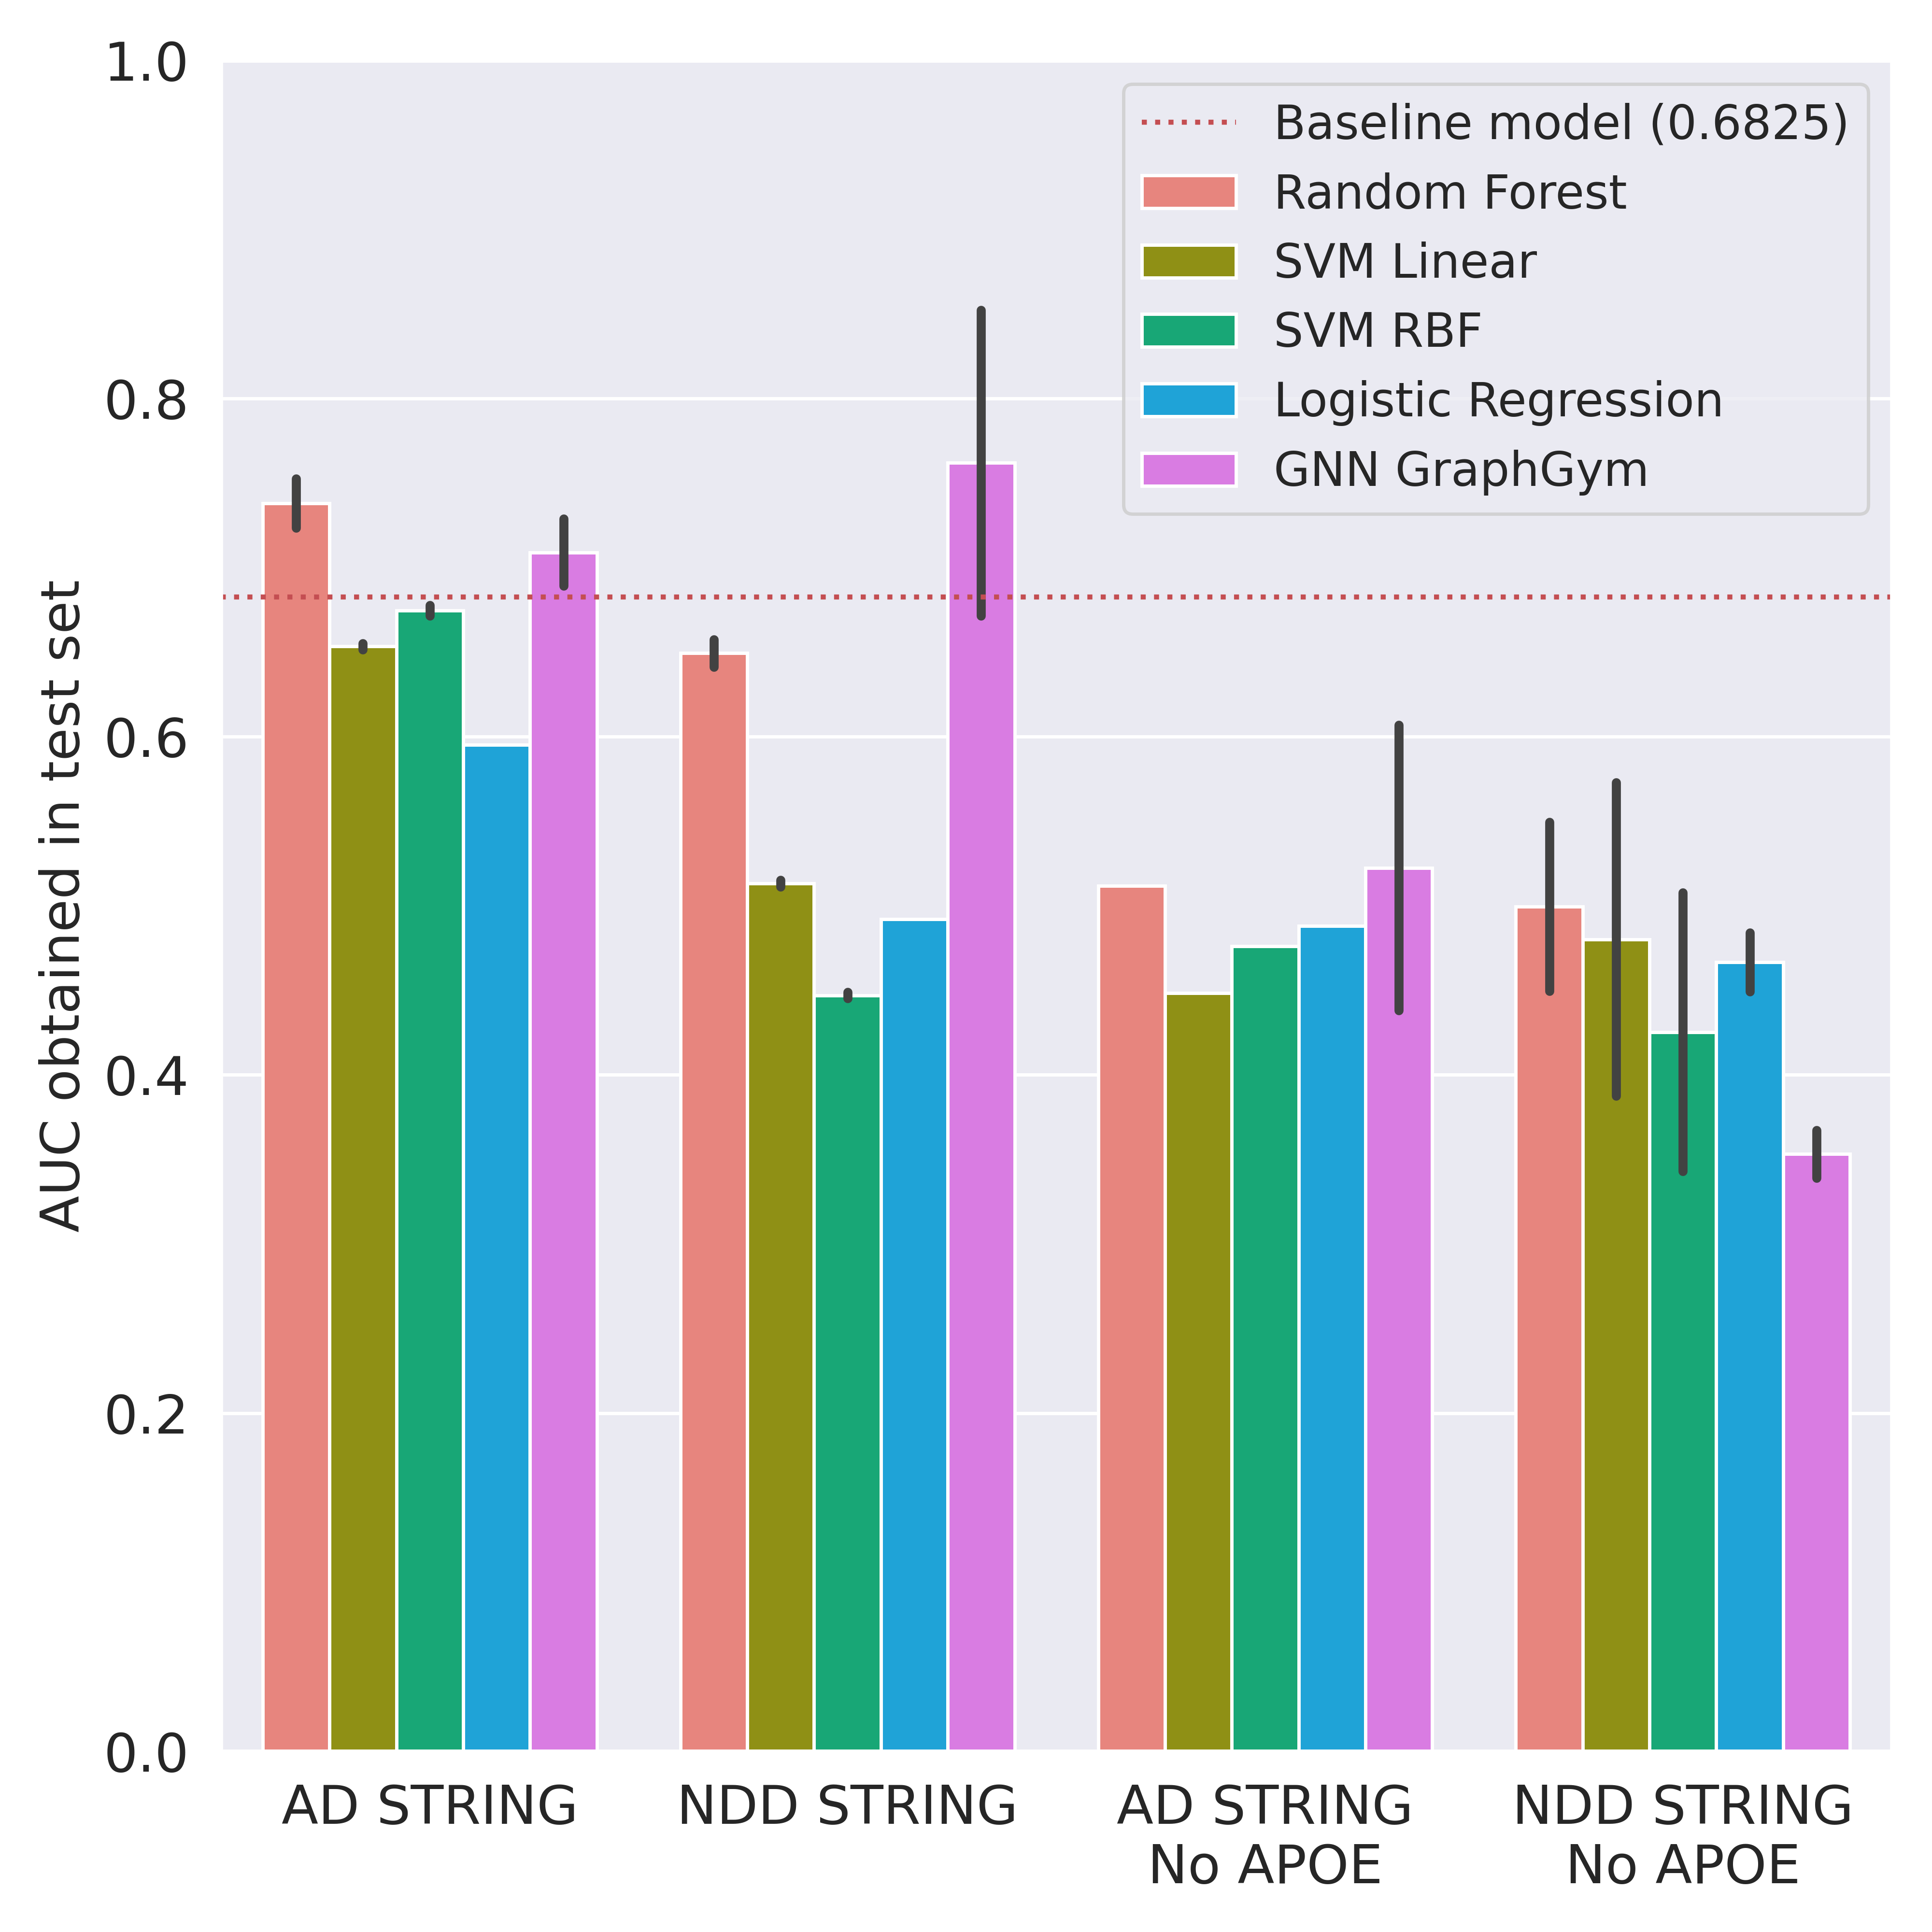 1.0
0.8
0.6
0.4
0.2
0.0
AUC obtained in test set
Baseline model (0.6825)
Random Forest
SVM Linear
SVM RBF
Logistic Regression
GNN GraphGym
AD STRING
NDD STRING
AD STRING
No APOE
NDD STRING
No APOE